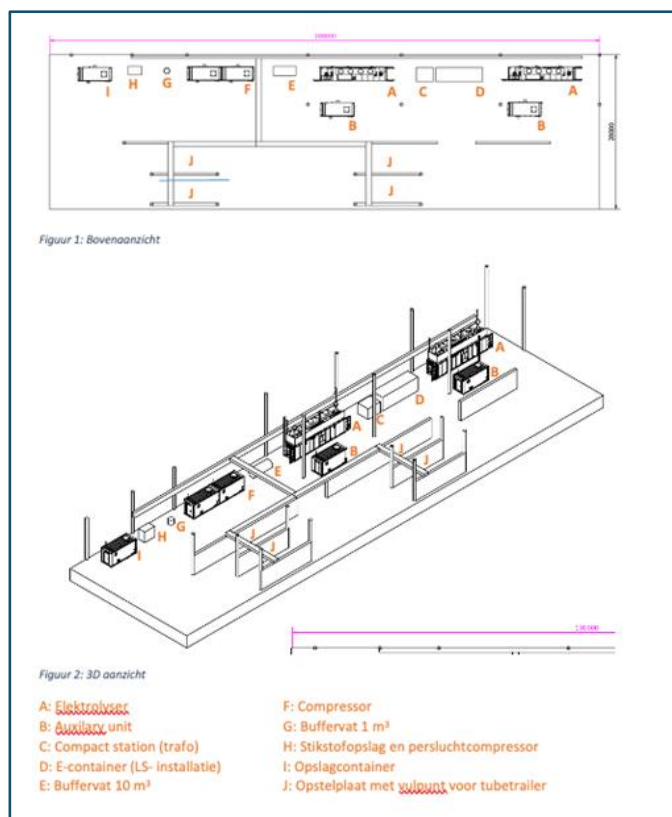 I
H
G
F
E
A
C
D
A
B
B
J
J
J
J
Figuur 1: Bovenaanzicht
A
B
D
C
A
B
E
J
J
F
G
H
I
J
J
Figuur 2: 3D aanzicht
A: Elektrolyser
B: Auxilary unit
C: Compact station (trafo)
D: E-container (LS- installatie)
E: Buffervat 10 m³
F: Compressor
G: Buffervat 1 m³
H: Stikstofopslag en persluchtcompressor
I: Opslagcontainer
J: Opstelplaat met vulpunt voor tubetrailer